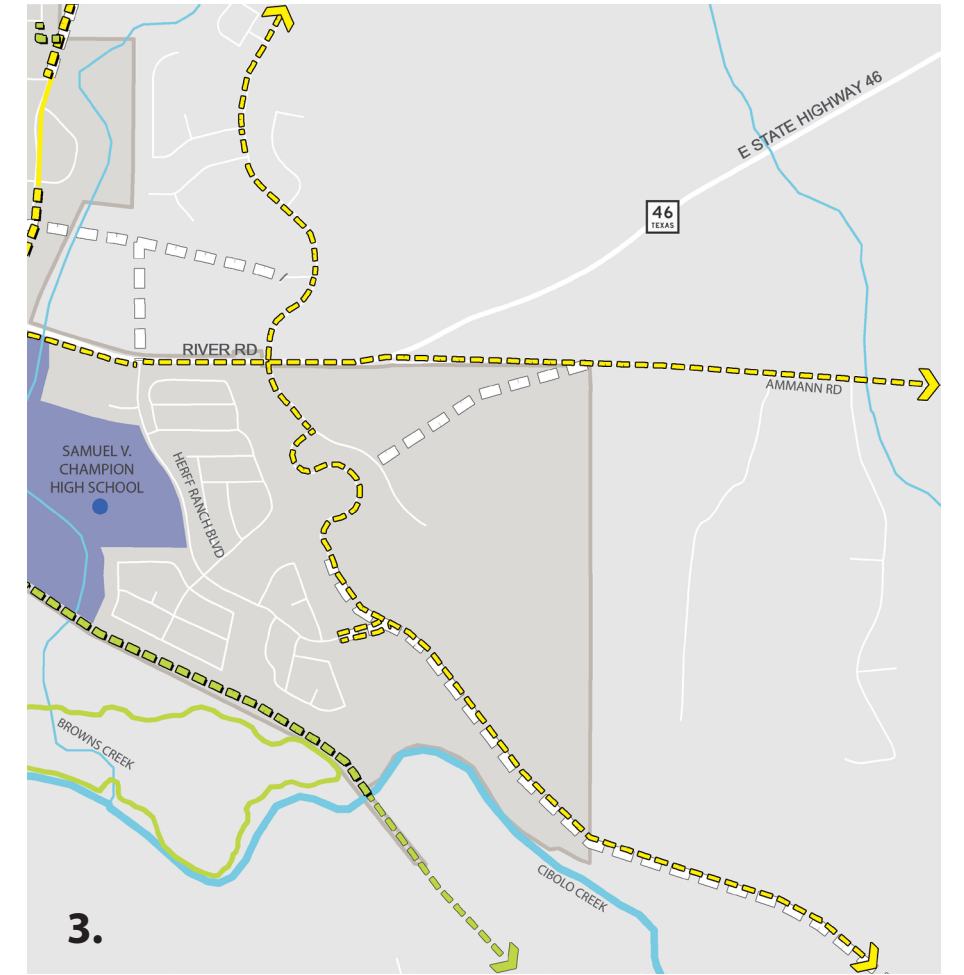 E STATE HIGHWAY 46
46
TEXAS
RIVER RD
AMMANN RD
SAMUEL V.
CHAMPION
HIGH SCHOOL
HERFF RANCH BLVD
BROWNS CREEK
CIBOLO CREEK
3.